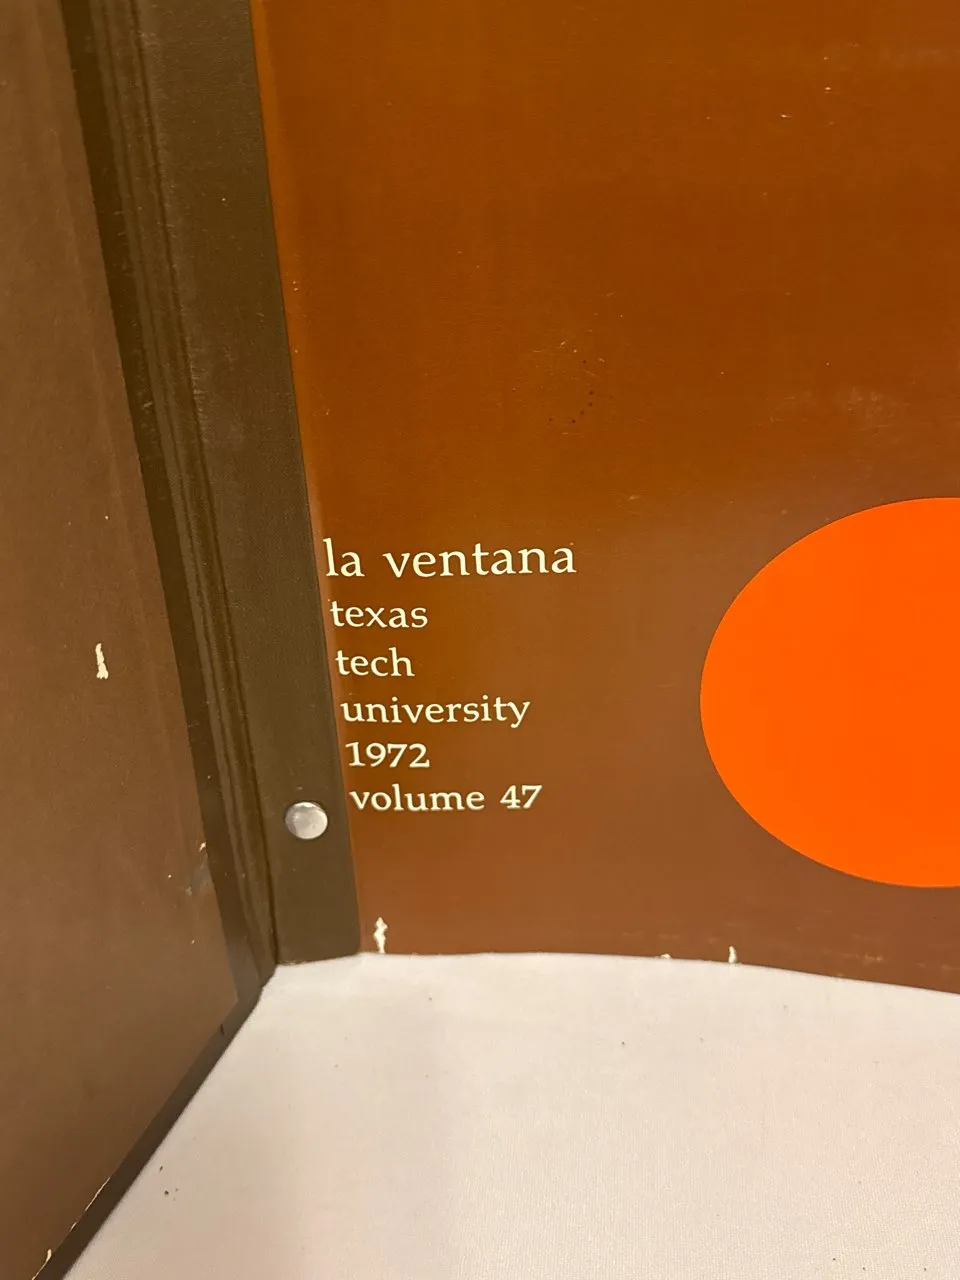 la ventana
texas
tech
university
1972
volume 47